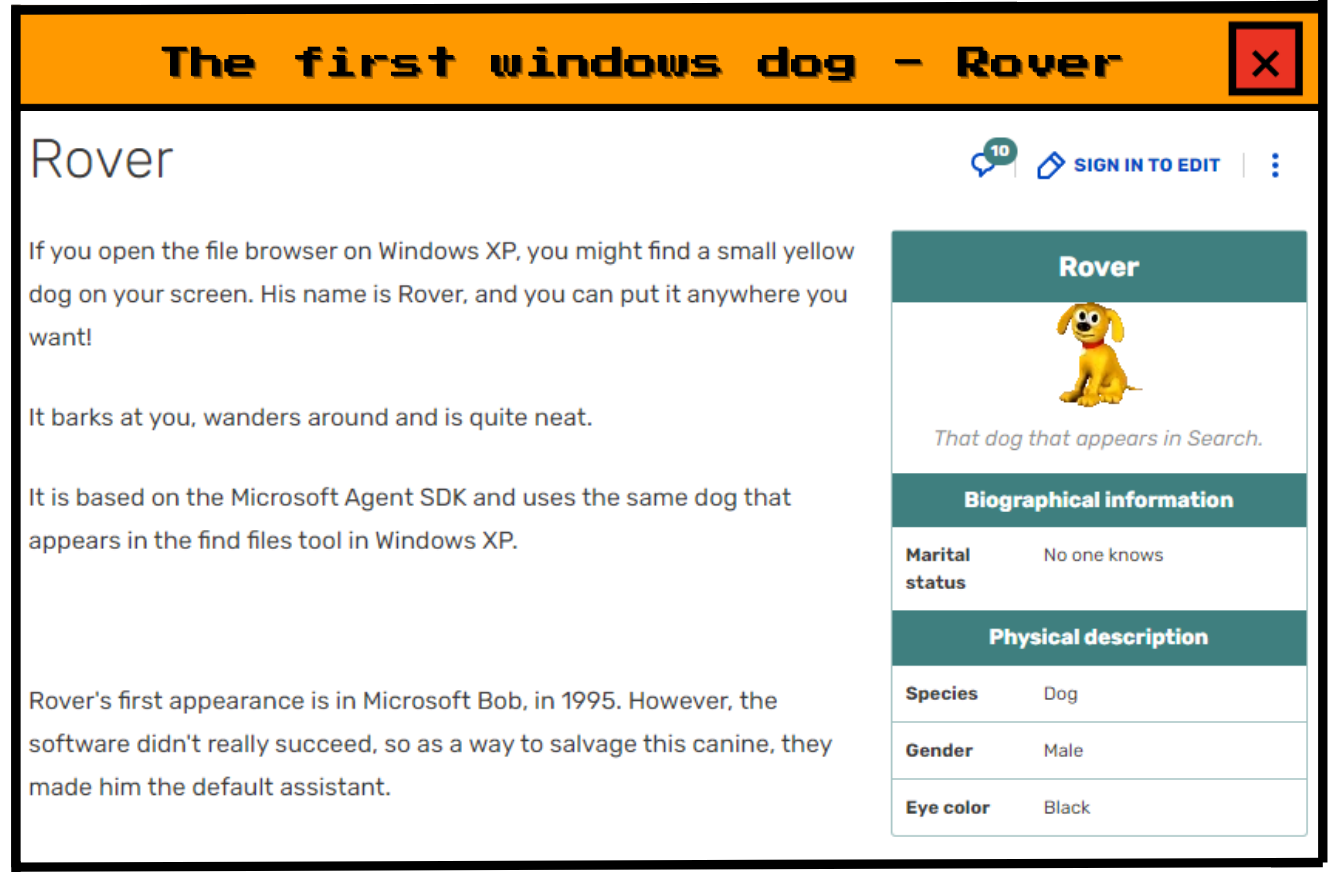 The first windows dog - Rover
Rover
10
SIGN IN TO EDIT
If you open the file browser on Windows XP, you might find a small yellow
dog on your screen. His name is Rover, and you can put it anywhere you
want!
It barks at you, wanders around and is quite neat.
It is based on the Microsoft Agent SDK and uses the same dog that
appears in the find files tool in Windows XP.
Rover's first appearance is in Microsoft Bob, in 1995. However, the
software didn't really succeed, so as a way to salvage this canine, they
made him the default assistant.
Rover
That dog that appears in Search.
Biographical information
Marital status No one knows
Physical description
Species Dog
Gender Male
Eye color Black